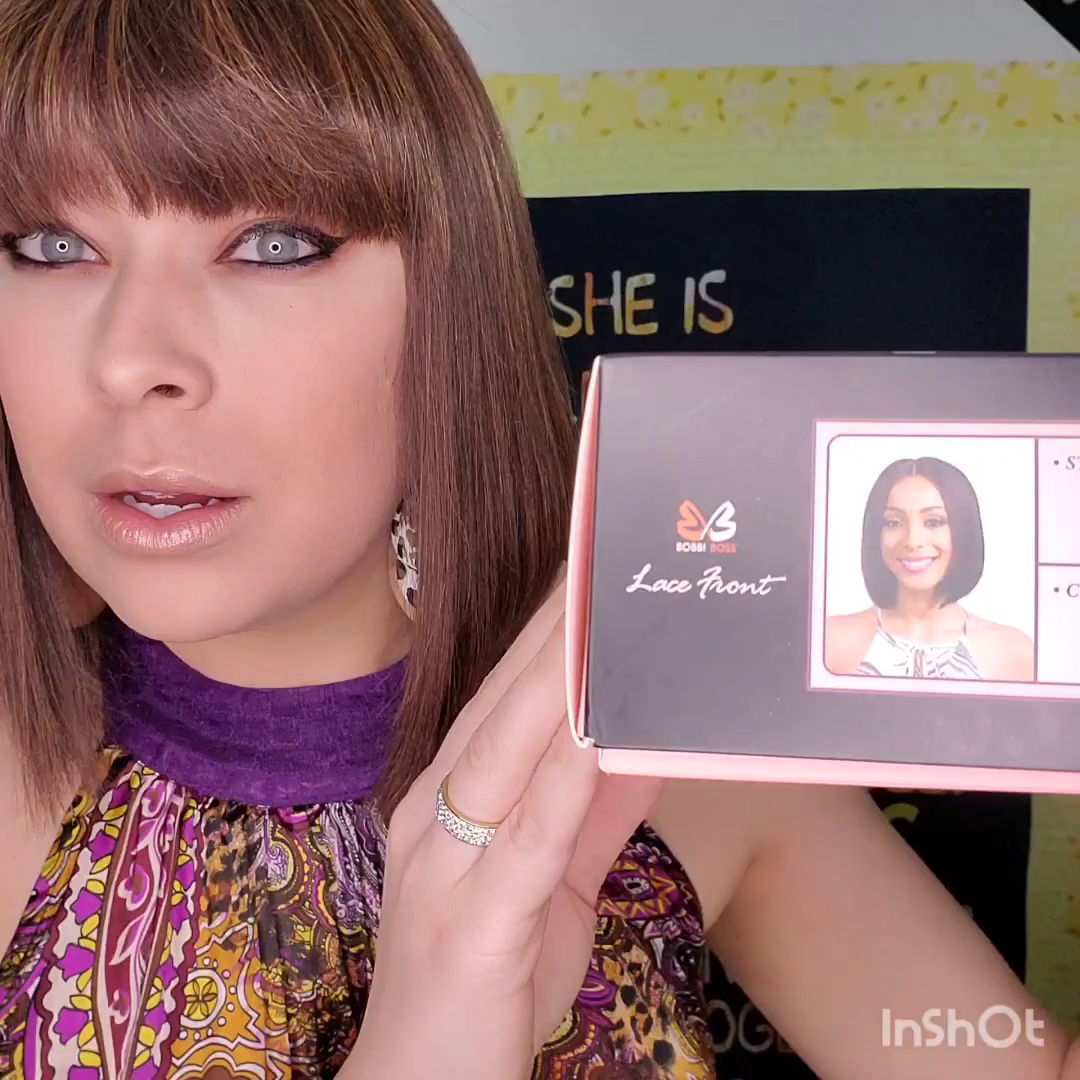 SHE IS
• S
BOBBI BOSS
Lace Front
• C
InShOt